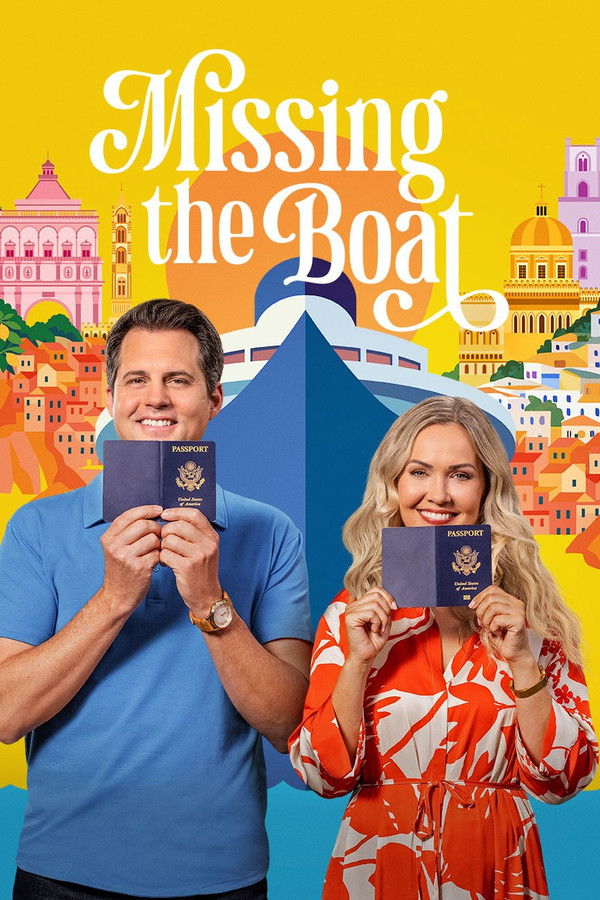 Missing
the Boat
PASSPORT
United States
of America
PASSPORT
United States
of America